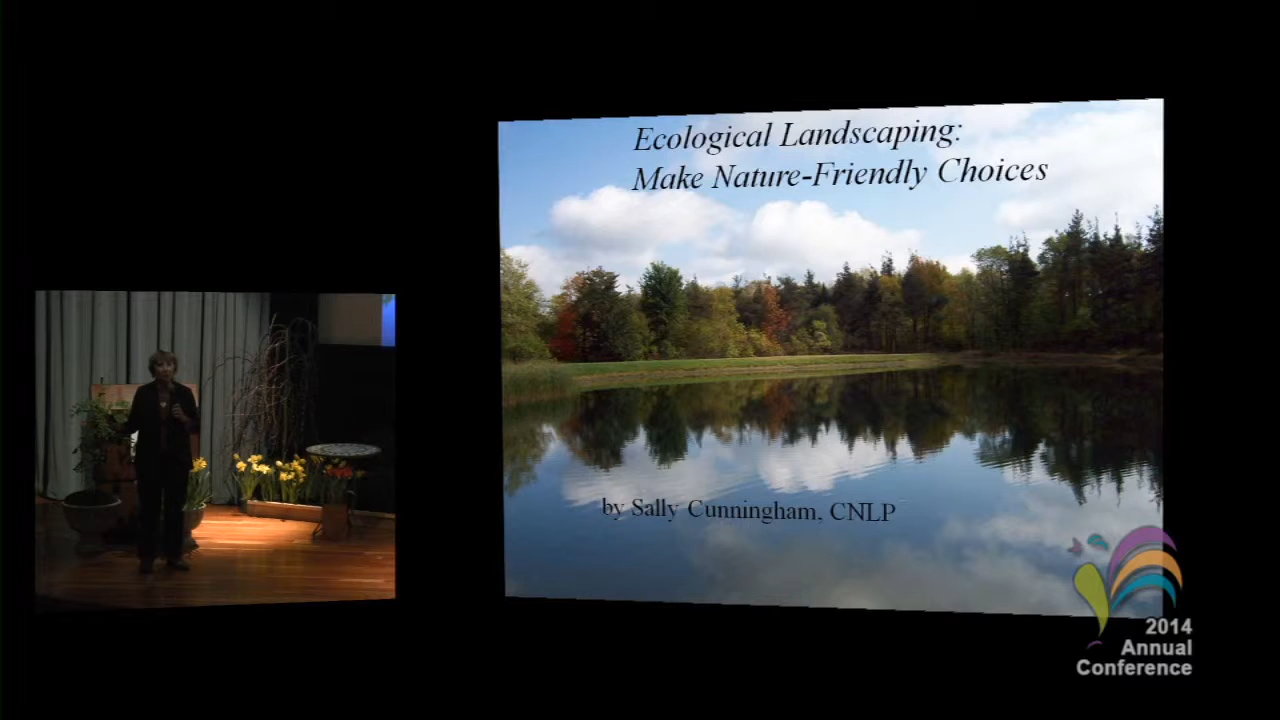 Ecological Landscaping:
Make Nature-Friendly Choices
by Sally Cunningham, CNLP
2014
Annual
Conference